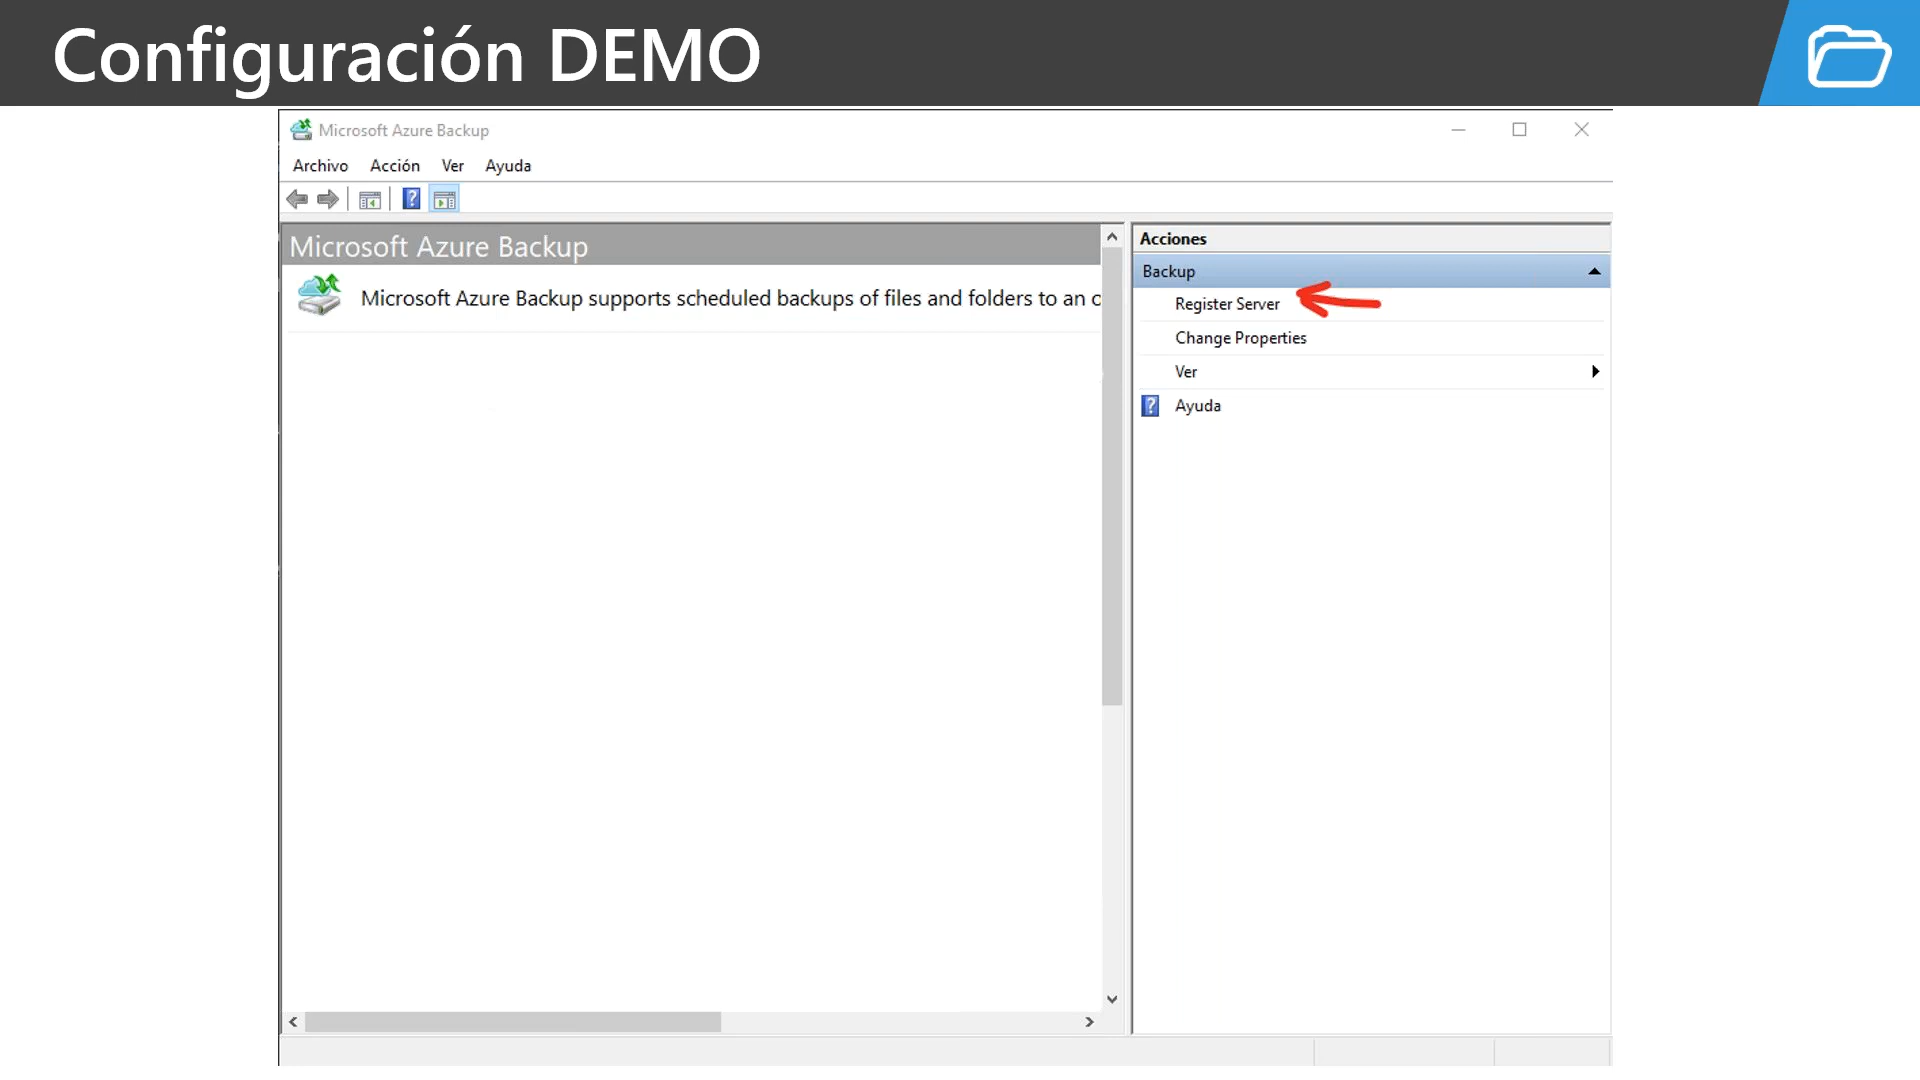 Configuración DEMO
Microsoft Azure Backup
Archivo Acción Ver Ayuda
Microsoft Azure Backup
Microsoft Azure Backup supports scheduled backups of files and folders to an o
Acciones
Backup
Register Server
Change Properties
Ver
Ayuda